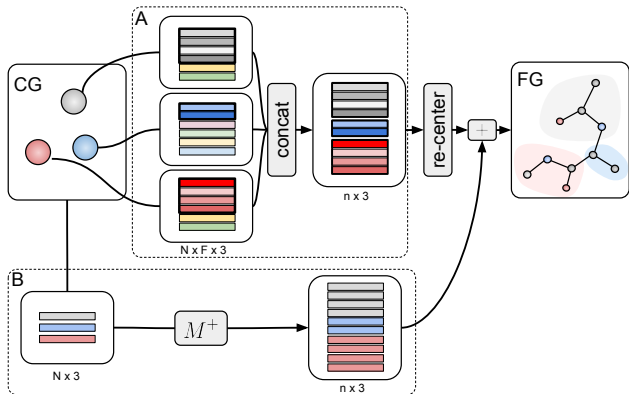 A
CG
concat
re-center
+
FG
n x 3
N x F x 3
B
M+
N x 3
n x 3